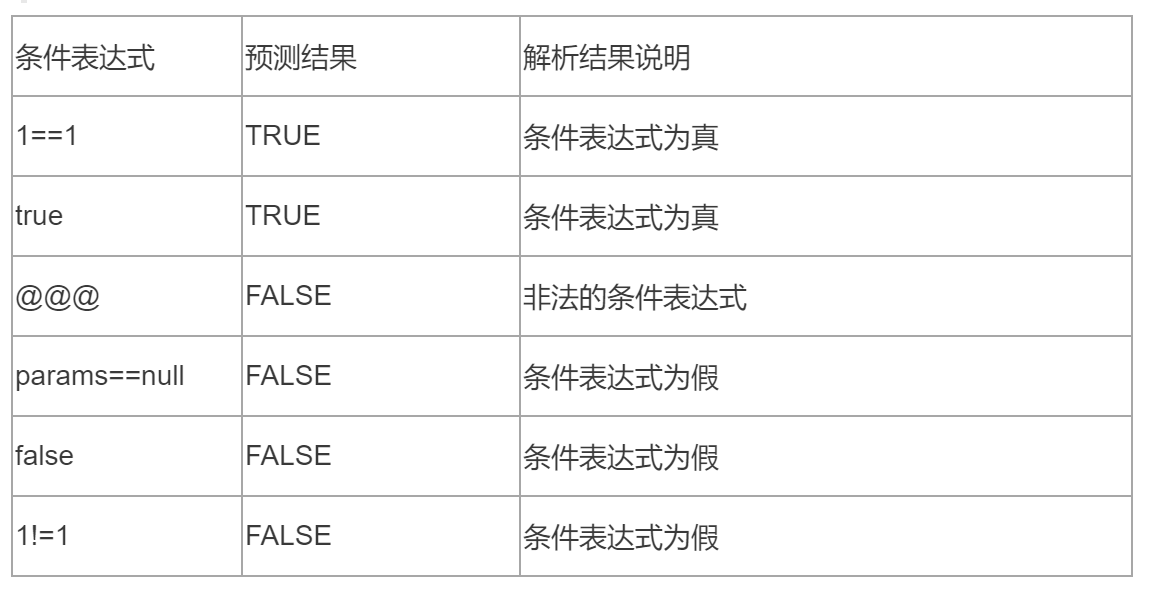 条件表达式 预测结果 解析结果说明
1==1 TRUE 条件表达式为真
true TRUE 条件表达式为真
@@@ FALSE 非法的条件表达式
params==null FALSE 条件表达式为假
false FALSE 条件表达式为假
1!=1 FALSE 条件表达式为假